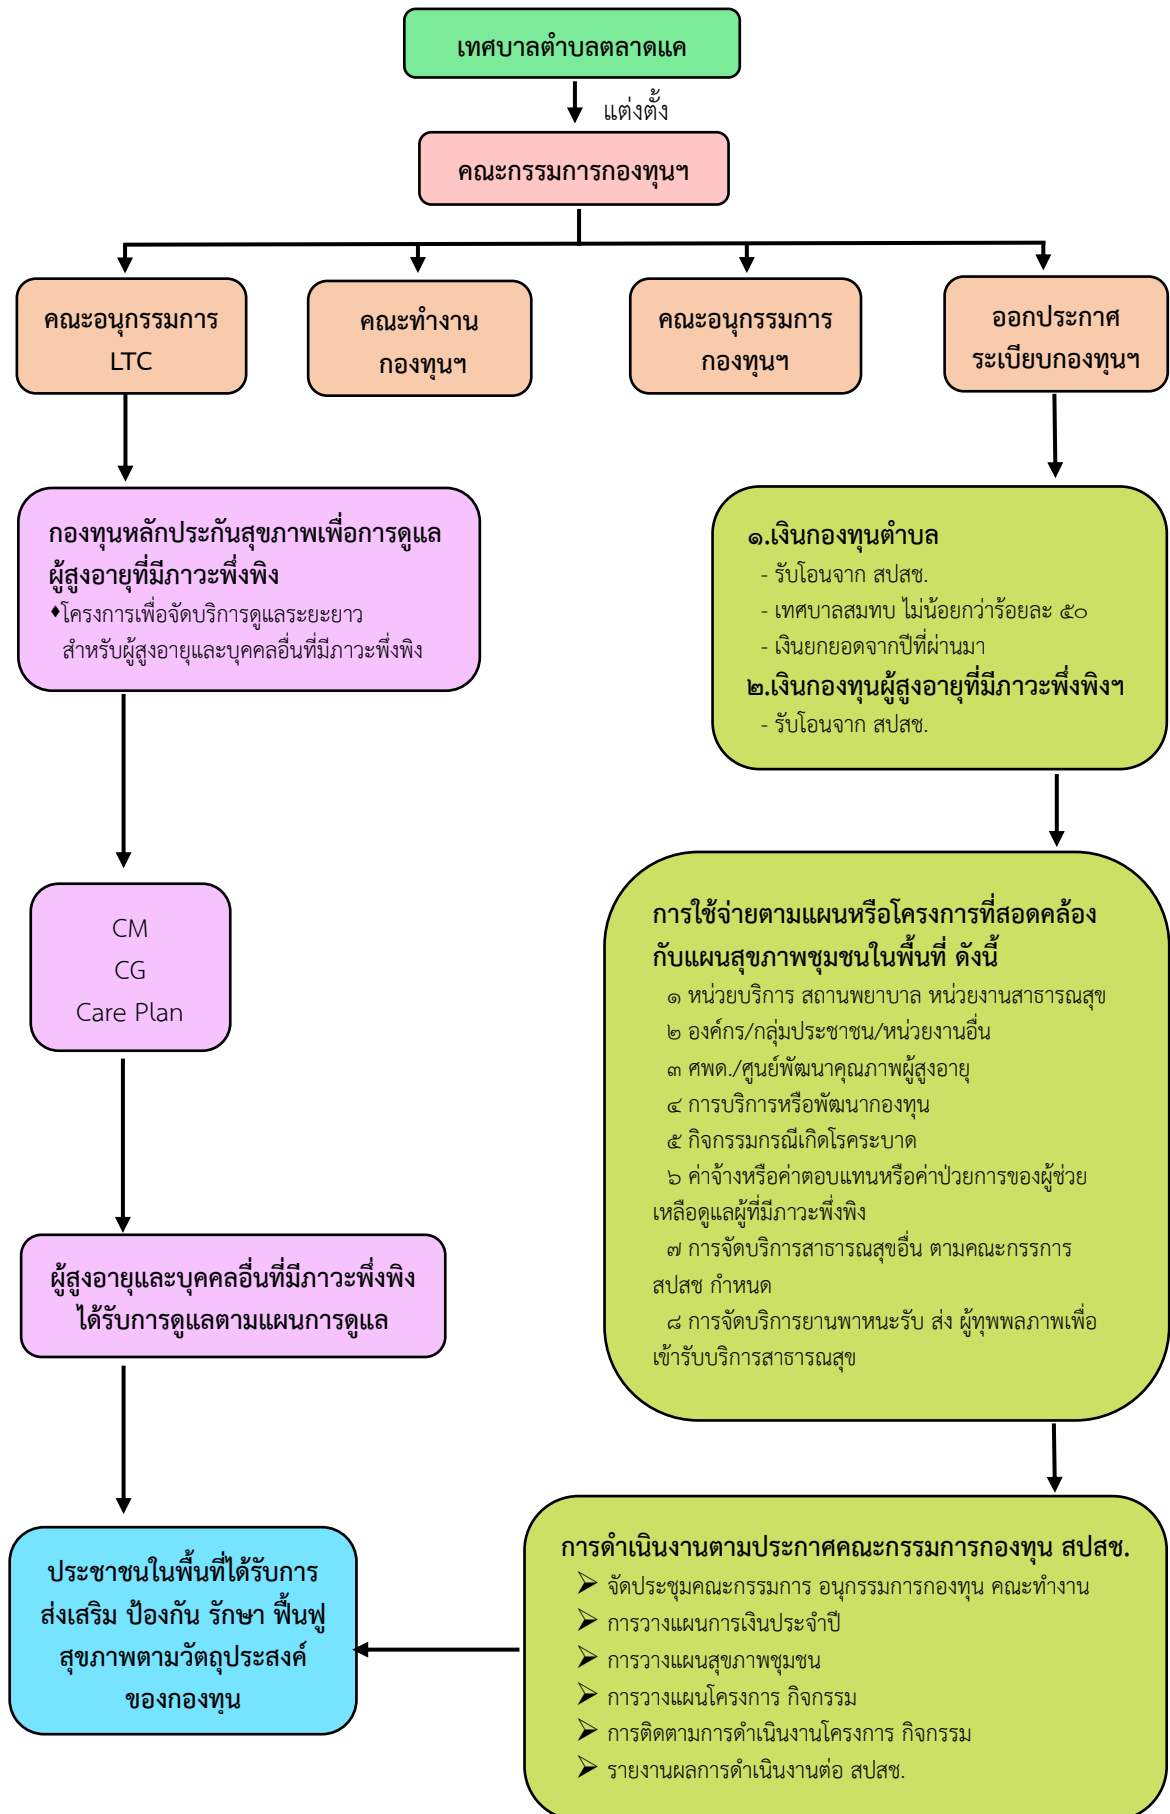 เทศบาลตำบลตลาดแค
แต่งตั้ง
คณะกรรมการกองทุนฯ
คณะอนุกรรมการ
LTC
คณะทำงาน
กองทุนฯ
คณะอนุกรรมการ
กองทุนฯ
ออกประกาศ
ระเบียบกองทุนฯ
กองทุนหลักประกันสุขภาพเพื่อการดูแล
ผู้สูงอายุที่มีภาวะพึ่งพิง
♦โครงการเพื่อจัดบริการดูแลระยะยาว
สำหรับผู้สูงอายุและบุคคลอื่นที่มีภาวะพึ่งพิง
๑.เงินกองทุนตำบล
- รับโอนจาก สปสช.
- เทศบาลสมทบ ไม่น้อยกว่าร้อยละ ๕๐
- เงินยกยอดจากปีที่ผ่านมา
๒.เงินกองทุนผู้สูงอายุที่มีภาวะพึ่งพิงฯ
- รับโอนจาก สปสช.
CM
CG
Care Plan
การใช้จ่ายตามแผนหรือโครงการที่สอดคล้อง
กับแผนสุขภาพชุมชนในพื้นที่ ดังนี้
๑ หน่วยบริการ สถานพยาบาล หน่วยงานสาธารณสุข
๒ องค์กร/กลุ่มประชาชน/หน่วยงานอื่น
๓ ศพด./ศูนย์พัฒนาคุณภาพผู้สูงอายุ
๔ การบริการหรือพัฒนากองทุน
๕ กิจกรรมกรณีเกิดโรคระบาด
๖ ค่าจ้างหรือค่าตอบแทนหรือค่าป่วยการของผู้ช่วย
เหลือดูแลผู้ที่มีภาวะพึ่งพิง
๗ การจัดบริการสาธารณสุขอื่น ตามคณะกรรการ
สปสช กำหนด
๘ การจัดบริการยานพาหนะรับ ส่ง ผู้ทุพพลภาพเพื่อ
เข้ารับบริการสาธารณสุข
ผู้สูงอายุและบุคคลอื่นที่มีภาวะพึ่งพิง
ได้รับการดูแลตามแผนการดูแล
ประชาชนในพื้นที่ได้รับการ
ส่งเสริม ป้องกัน รักษา ฟื้นฟู
สุขภาพตามวัตถุประสงค์
ของกองทุน
การดำเนินงานตามประกาศคณะกรรมการกองทุน สปสช.
➢ จัดประชุมคณะกรรมการ อนุกรรมการกองทุน คณะทำงาน
➢ การวางแผนการเงินประจำปี
➢ การวางแผนสุขภาพชุมชน
➢ การวางแผนโครงการ กิจกรรม
➢ การติดตามการดำเนินงานโครงการ กิจกรรม
➢ รายงานผลการดำเนินงานต่อ สปสช.